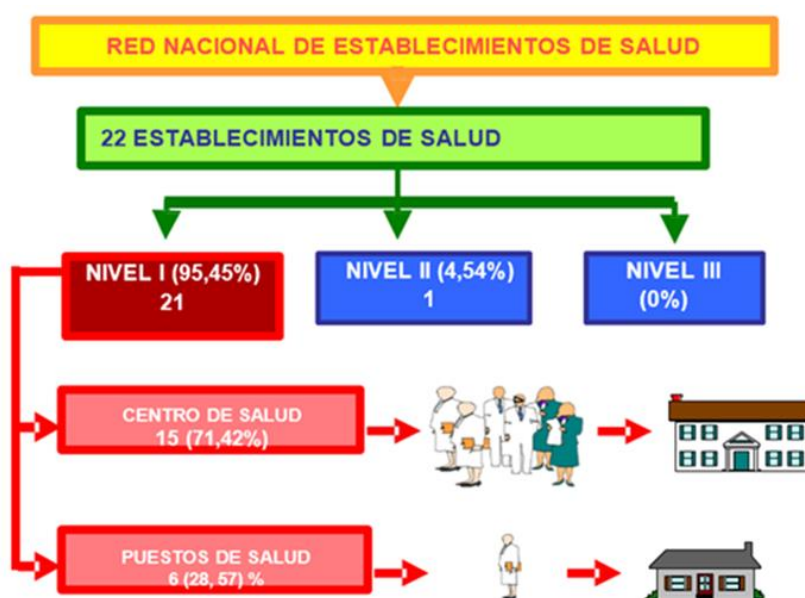 RED NACIONAL DE ESTABLECIMIENTOS DE SALUD
22 ESTABLECIMIENTOS DE SALUD
NIVEL I (95,45%)
21
NIVEL II (4,54%)
1
NIVEL III
(0%)
CENTRO DE SALUD
15 (71,42%)
PUESTOS DE SALUD
6 (28, 57) %